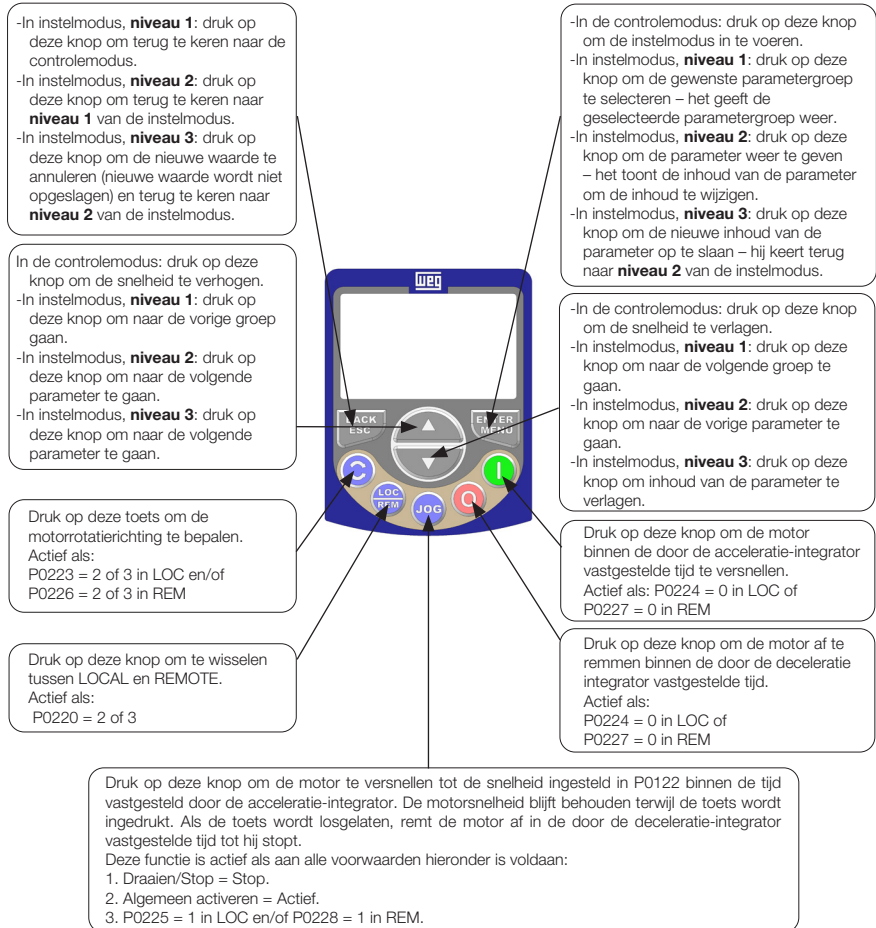 -In instelmodus, niveau 1: druk op
deze knop om terug te keren naar de
controlemodus.
-In instelmodus, niveau 2: druk op
deze knop om terug te keren naar
niveau 1 van de instelmodus.
-In instelmodus, niveau 3: druk op
deze knop om de nieuwe waarde te
annuleren (nieuwe waarde wordt niet
opgeslagen) en terug te keren naar
niveau 2 van de instelmodus.
-In de controlemodus: druk op deze knop
om de instelmodus in te voeren.
-In instelmodus, niveau 1: druk op deze
knop om de gewenste parametergroep
te selecteren – het geeft de
geselecteerde parametergroep weer.
-In instelmodus, niveau 2: druk op deze
knop om de parameter weer te geven
– het toont de inhoud van de parameter
om de inhoud te wijzigen.
-In instelmodus, niveau 3: druk op deze
knop om de nieuwe inhoud van de
parameter op te slaan – hij keert terug
naar niveau 2 van de instelmodus.
In de controlemodus: druk op deze
knop om de snelheid te verhogen.
-In instelmodus, niveau 1: druk op
deze knop om naar de vorige groep
gaan.
-In instelmodus, niveau 2: druk op
deze knop om naar de volgende
parameter te gaan.
-In instelmodus, niveau 3: druk op
deze knop om naar de volgende
parameter te gaan.
-In de controlemodus: druk op deze knop
om de snelheid te verlagen.
-In instelmodus, niveau 1: druk op deze
knop om naar de volgende groep te
gaan.
-In instelmodus, niveau 2: druk op deze
knop om naar de vorige parameter te
gaan.
-In instelmodus, niveau 3: druk op deze
knop om inhoud van de parameter te
verlagen.
WEG
BACK
ESC
ENTER
MENU
LOC
REM
JOG
Druk op deze toets om de
motorrotatierichting te bepalen.
Actief als:
P0223 = 2 of 3 in LOC en/of
P0226 = 2 of 3 in REM
Druk op deze knop om de motor
binnen de door de acceleratie-integrator
vastgestelde tijd te versnellen.
Actief als: P0224 = 0 in LOC of
P0227 = 0 in REM
Druk op deze knop om te wisselen
tussen LOCAL en REMOTE.
Actief als:
P0220 = 2 of 3
Druk op deze knop om de motor af te
remmen binnen de door de deceleratie
integrator vastgestelde tijd.
Actief als:
P0224 = 0 in LOC of
P0227 = 0 in REM
Druk op deze knop om de motor te versnellen tot de snelheid ingesteld in P0122 binnen de tijd
vastgesteld door de acceleratie-integrator. De motorsnelheid blijft behouden terwijl de toets wordt
ingedrukt. Als de toets wordt losgelaten, remt de motor af in de door de deceleratie-integrator
vastgestelde tijd tot hij stopt.
Deze functie is actief als aan alle voorwaarden hieronder is voldaan:
1. Draaien/Stop = Stop.
2. Algemeen activeren = Actief.
3. P0225 = 1 in LOC en/of P0228 = 1 in REM.